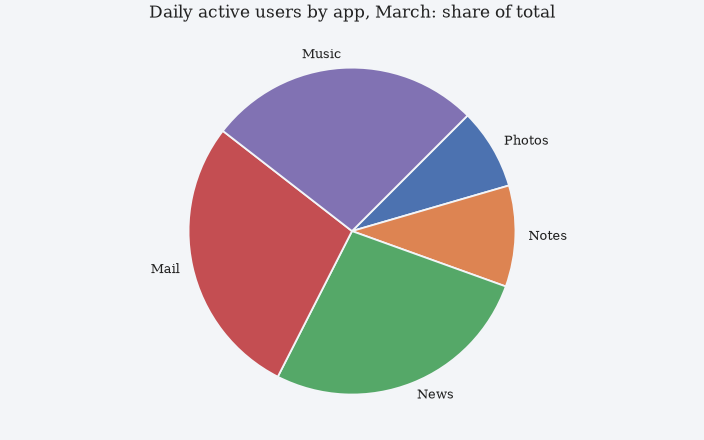 Daily active users by app, March: share of total
Music
Photos
Notes
Mail
News